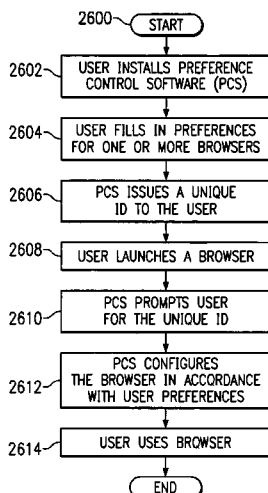 2600
START
2602
USER INSTALLS PREFERENCE
CONTROL SOFTWARE (PCS)
2604
USER FILLS IN PREFERENCES
FOR ONE OR MORE BROWSERS
2606
PCS ISSUES A UNIQUE
ID TO THE USER
2608
USER LAUNCHES A BROWSER
2610
PCS PROMPTS USER
FOR THE UNIQUE ID
2612
PCS CONFIGURES
THE BROWSER IN ACCORDANCE
WITH USER PREFERENCES
2614
USER USES BROWSER
END